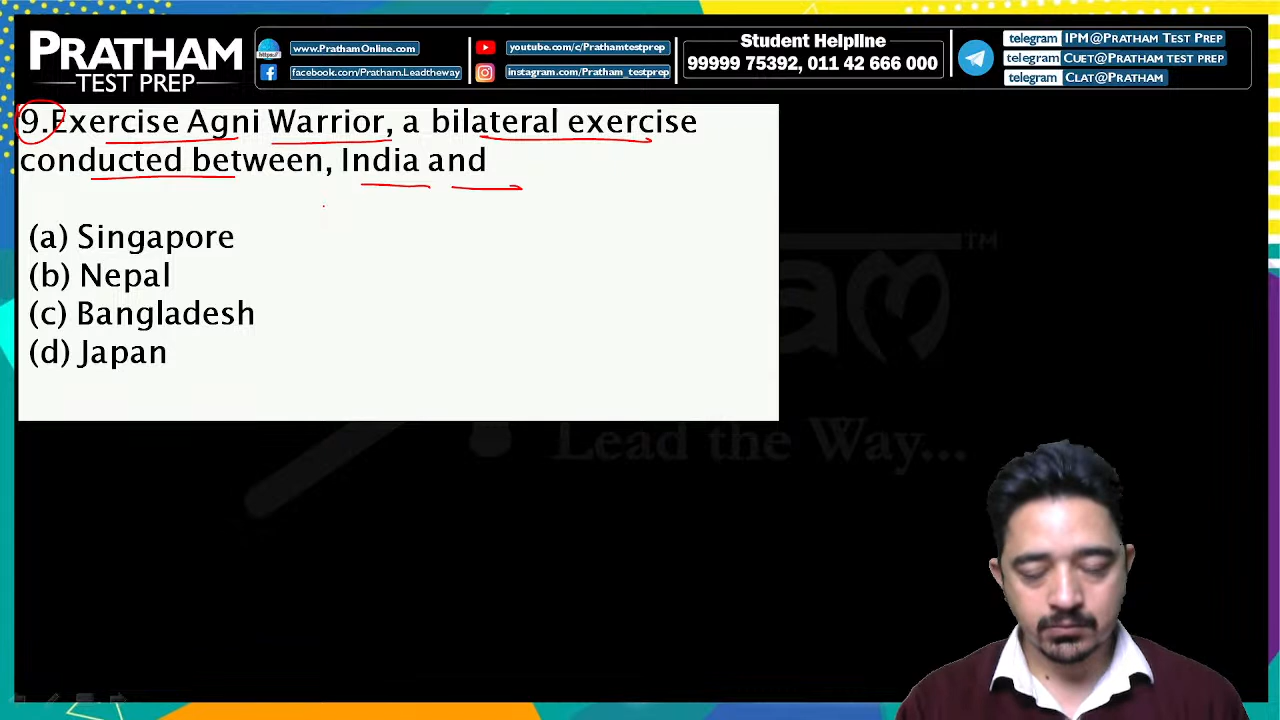 PRATHAM
TEST PREP
https://
www.PrathamOnline.com
facebook.com/Pratham.Leadtheway
youtube.com/c/Prathamtestprep
instagram.com/Pratham_testprep
Student Helpline
99999 75392, 011 42 666 000
telegram IPM@PRATHAM TEST PREP
telegram CUET@PRATHAM TEST PREP
telegram CLAT@PRATHAM
9.Exercise Agni Warrior, a bilateral exercise
conducted between, India and
(a) Singapore
(b) Nepal
(c) Bangladesh
(d) Japan
TM
Lead the Way...